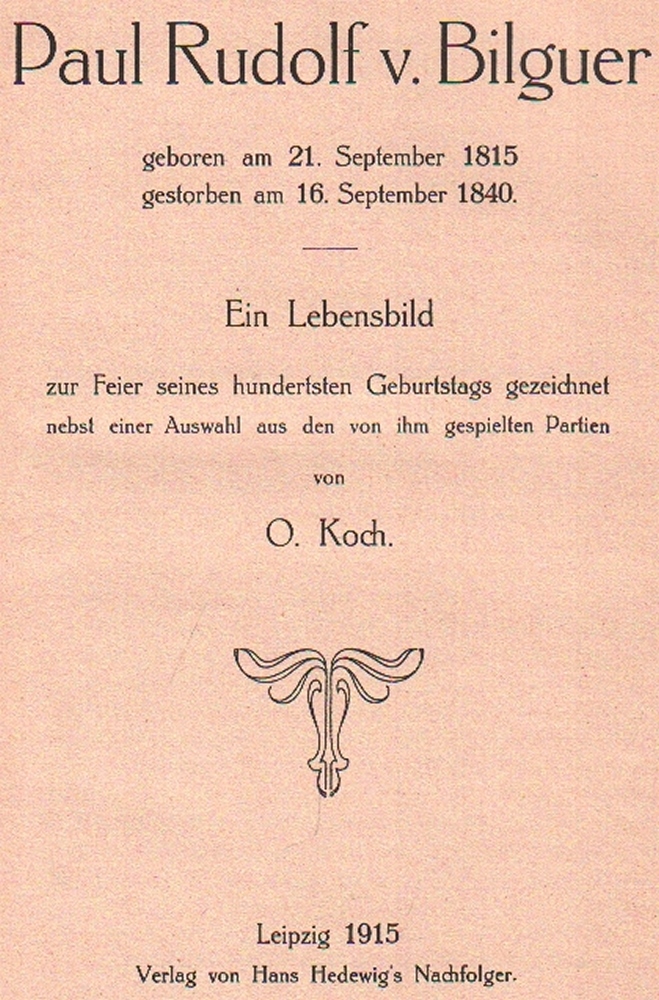 Paul Rudolf v. Bilguer
geboren am 21. September 1815
gestorben am 16. September 1840.
Ein Lebensbild
zur Feier seines hundertsten Geburtstags gezeichnet
nebst einer Auswahl aus den von ihm gespielten Partien
von
O. Koch.
Leipzig 1915
Verlag von Hans Hedewig's Nachfolger.